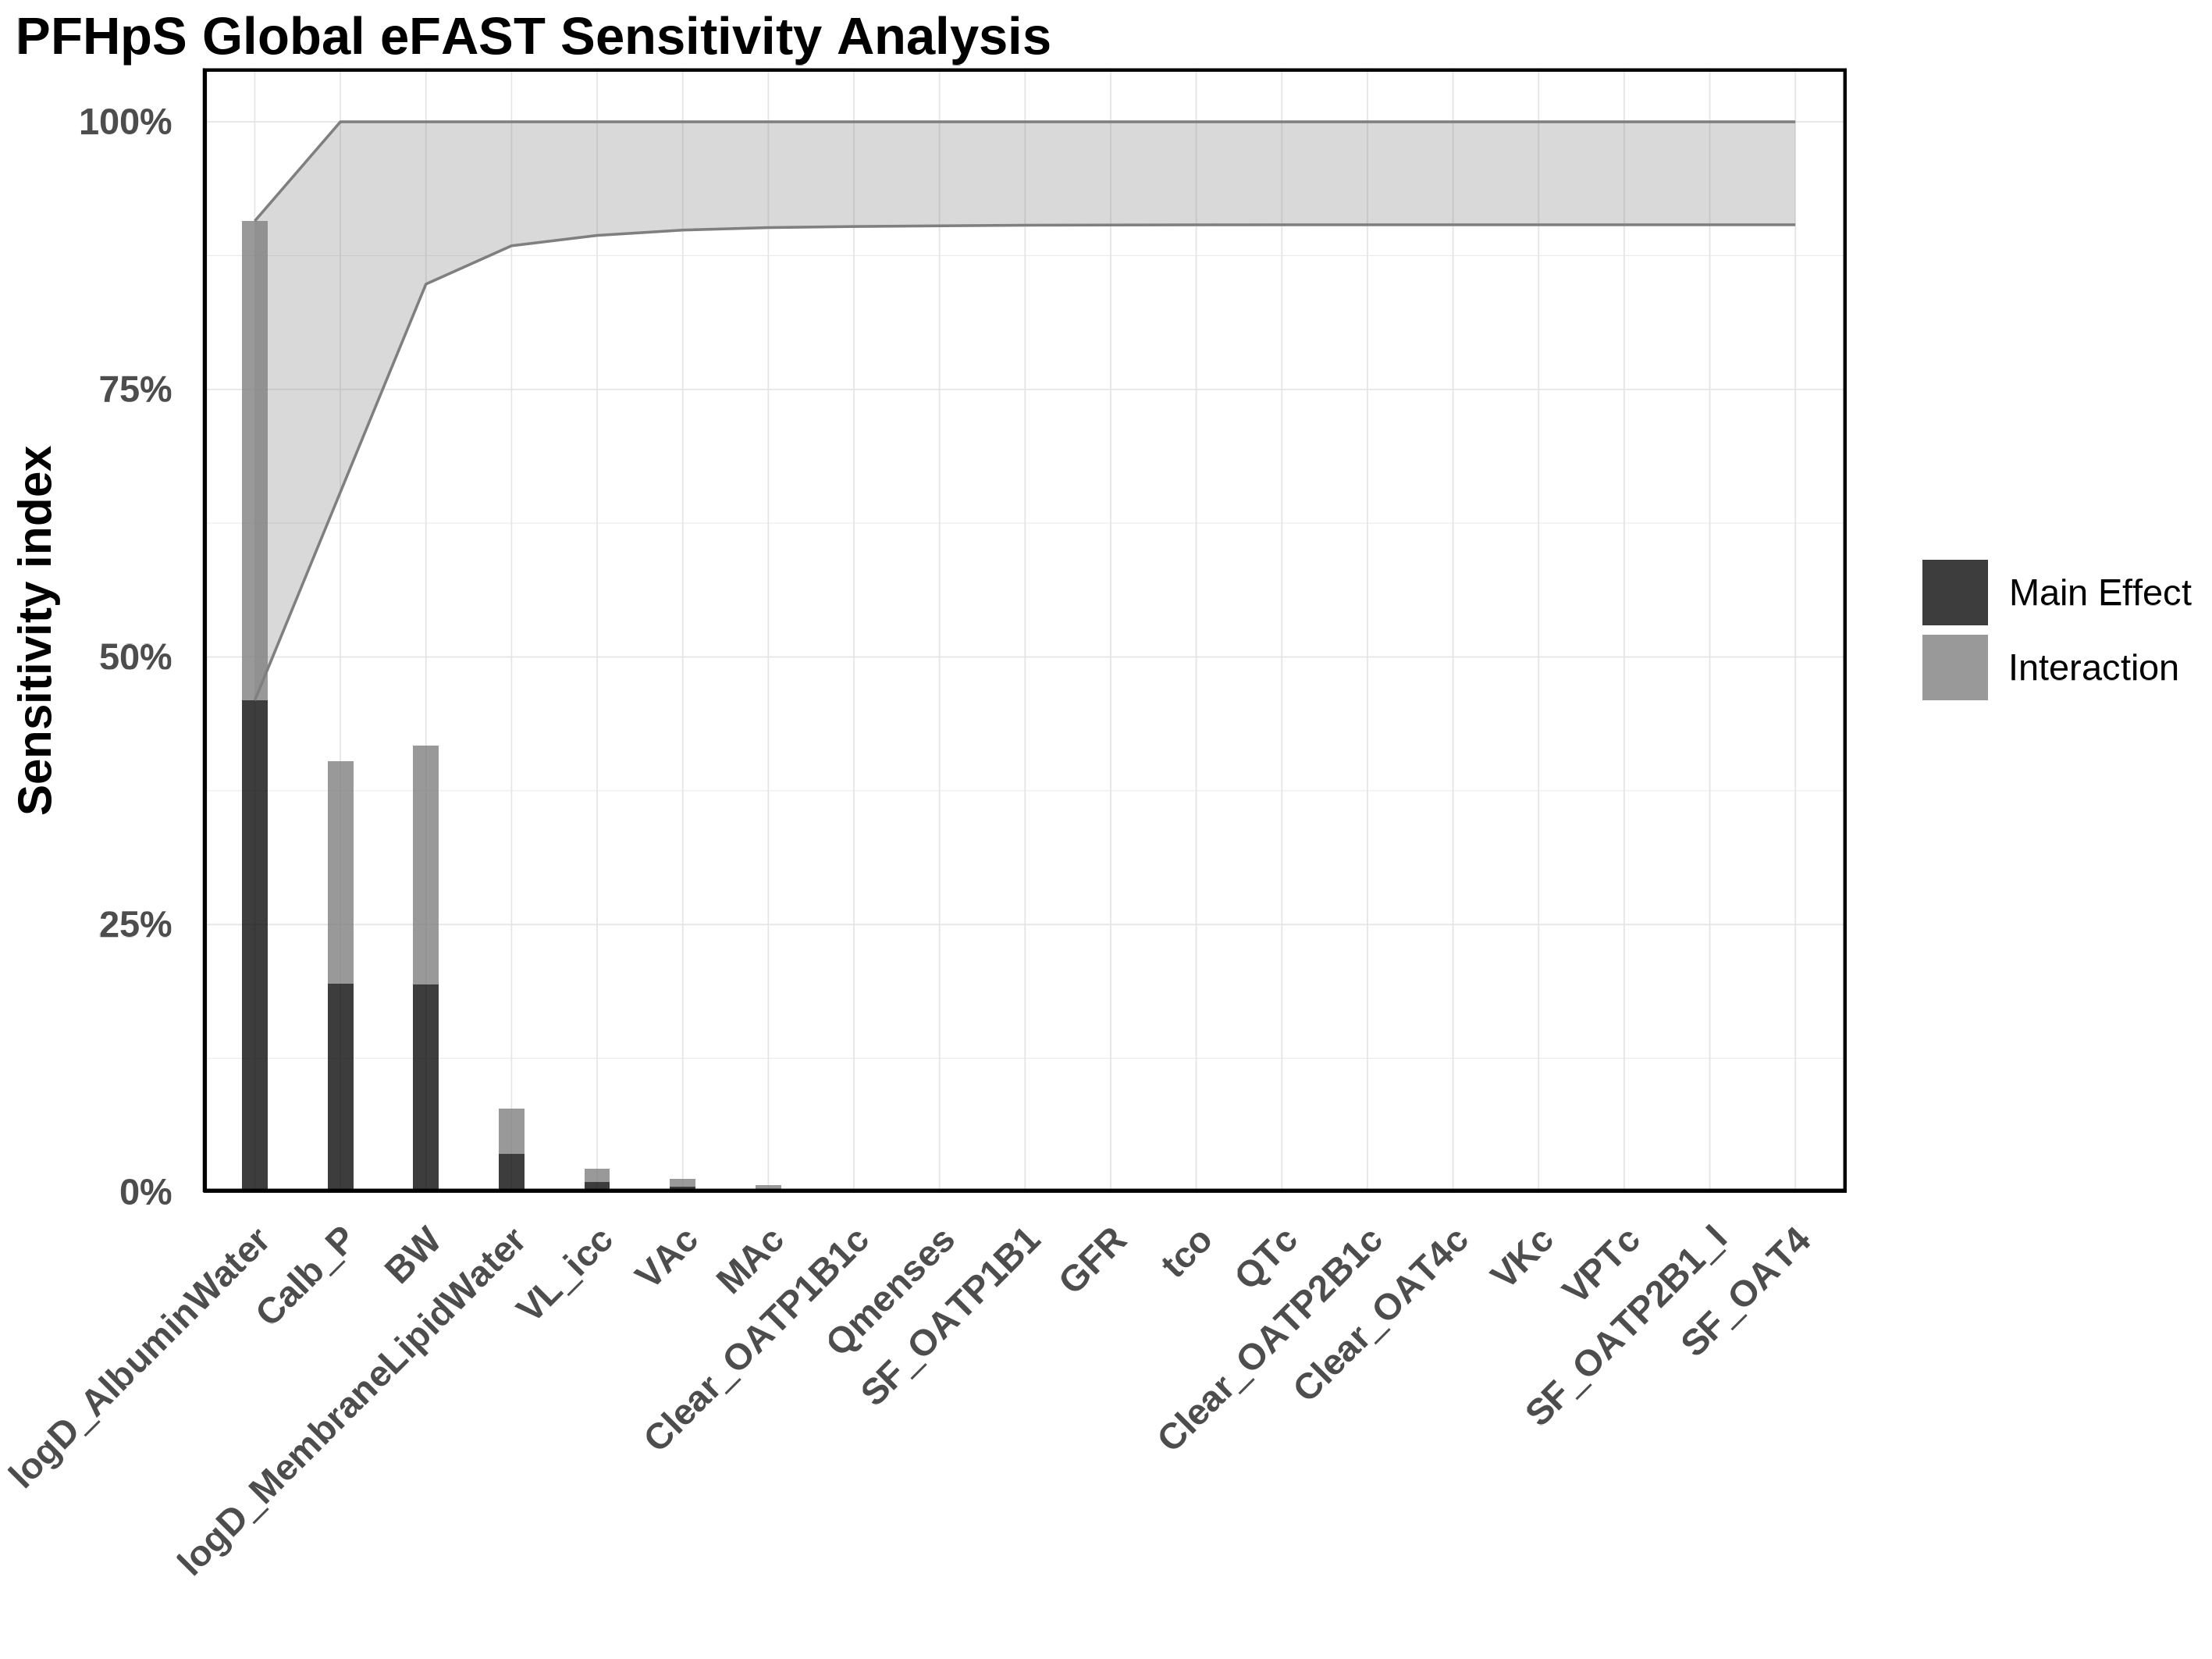 PFHpS Global eFAST Sensitivity Analysis
100%
75%
50%
25%
0%
Sensitivity index
Main Effect
Interaction
logD_AlbuminWater
Calb_P
BW
logD_MembraneLipidWater
VL_icc
VAc
MAc
Clear_OATP1B1c
Qmenses
SF_OATP1B1
GFR
tco
QTc
Clear_OATP2B1c
Clear_OAT4c
VKc
VPTc
SF_OATP2B1_l
SF_OAT4